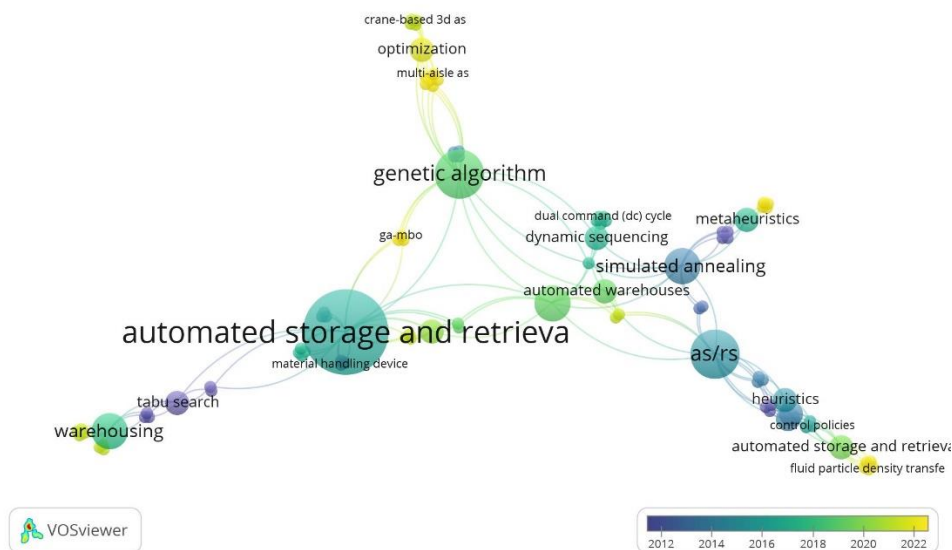 crane-based 3d as
optimization
multi-aisle as
genetic algorithm
dual command (dc) cycle
metaheuristics
ga-mbo
dynamic sequencing
simulated annealing
automated warehouses
automated storage and retrieva
as/rs
material handling device
tabu search
heuristics
warehousing
control policies
automated storage and retrieva
fluid particle density transfe
VOSviewer
2012 2014 2016 2018 2020 2022